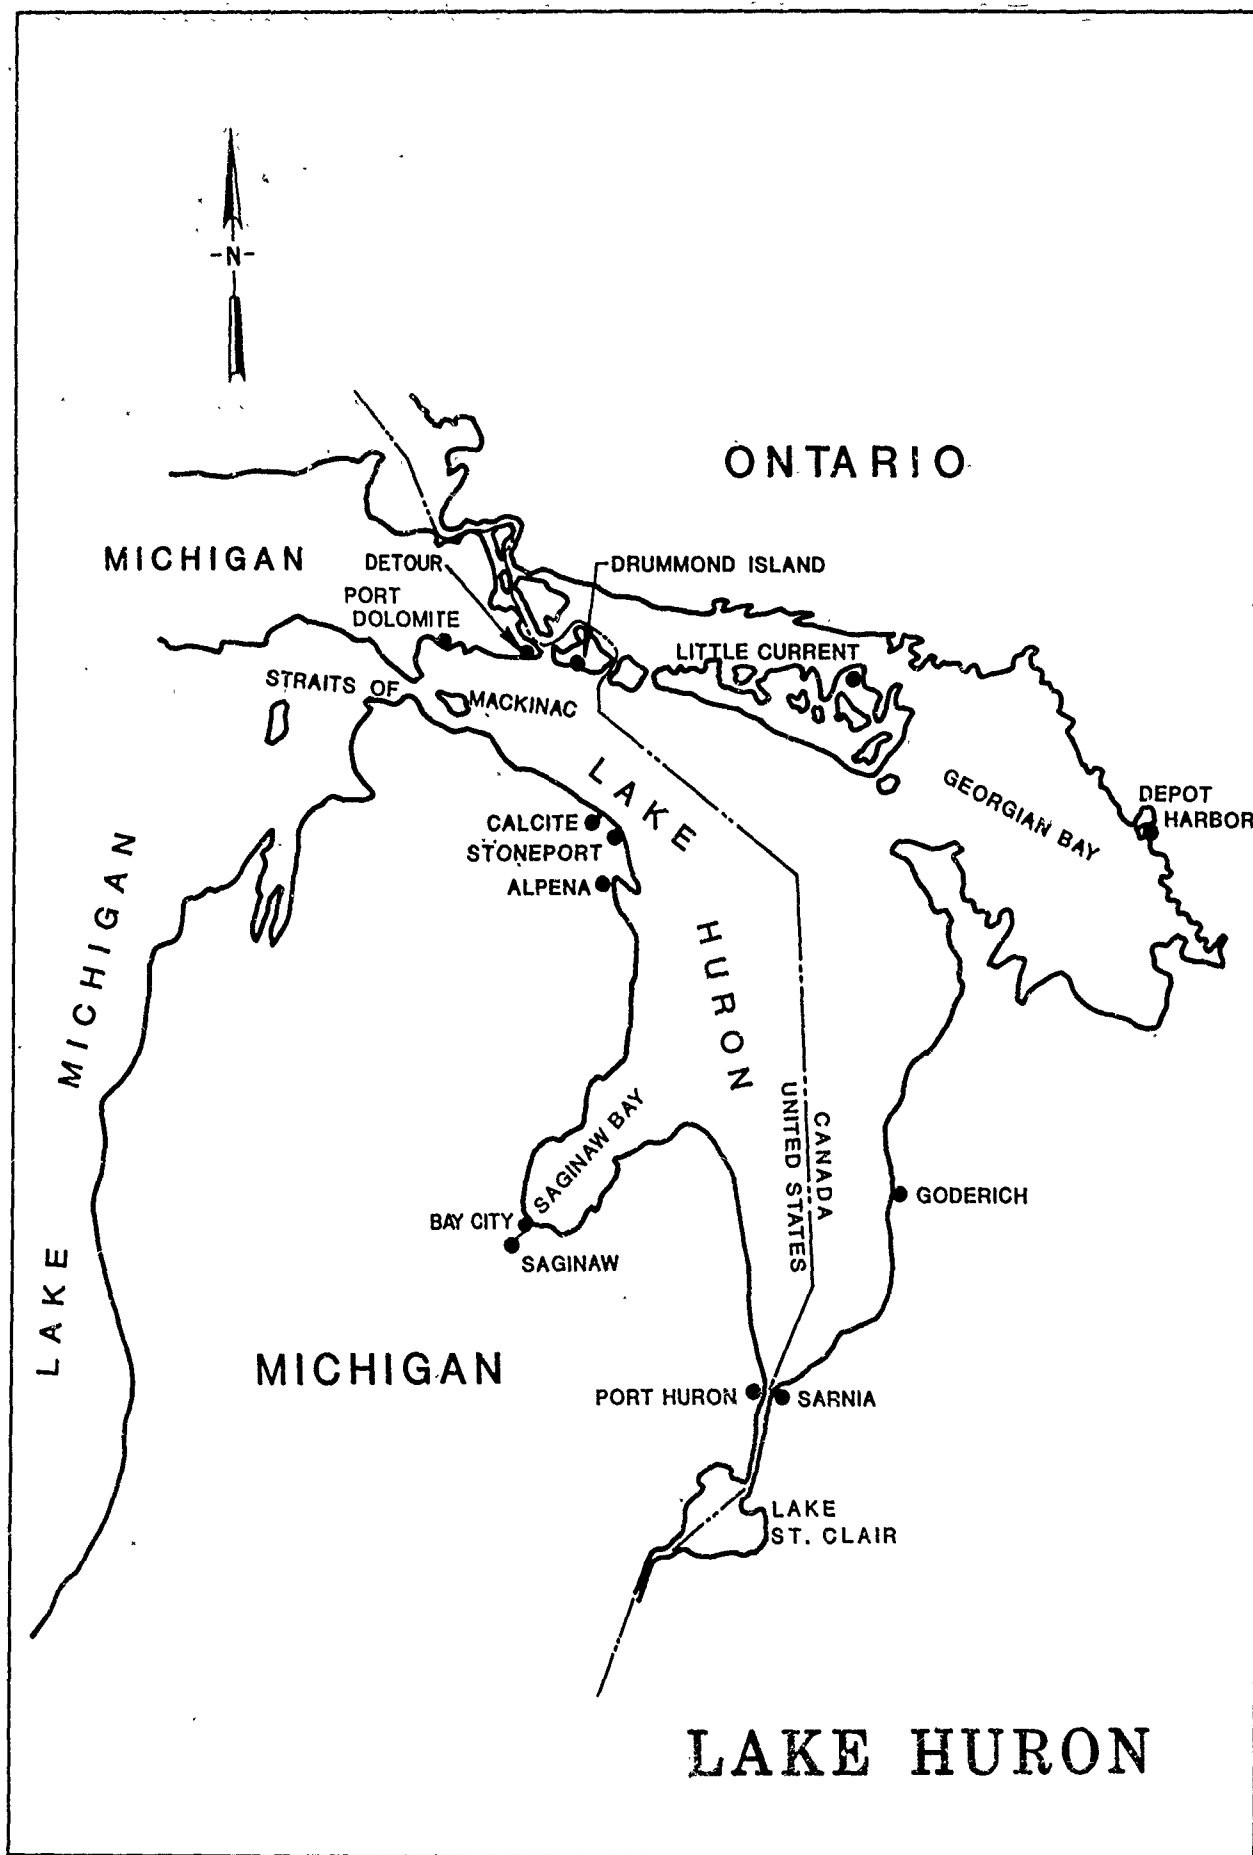 -N-
ONTARIO
MICHIGAN
DETOUR
DRUMMOND ISLAND
PORT
DOLOMITE
LITTLE CURRENT
STRAITS OF
MACKINAC
LAKE
HURON
GEORGIAN BAY
DEPOT
HARBOR
CALCITE
STONEPORT
ALPENA
LAKE MICHIGAN
SAGINAW BAY
CANADA
UNITED STATES
GODERICH
BAY CITY
SAGINAW
MICHIGAN
PORT HURON
SARNIA
LAKE
ST. CLAIR
LAKE HURON